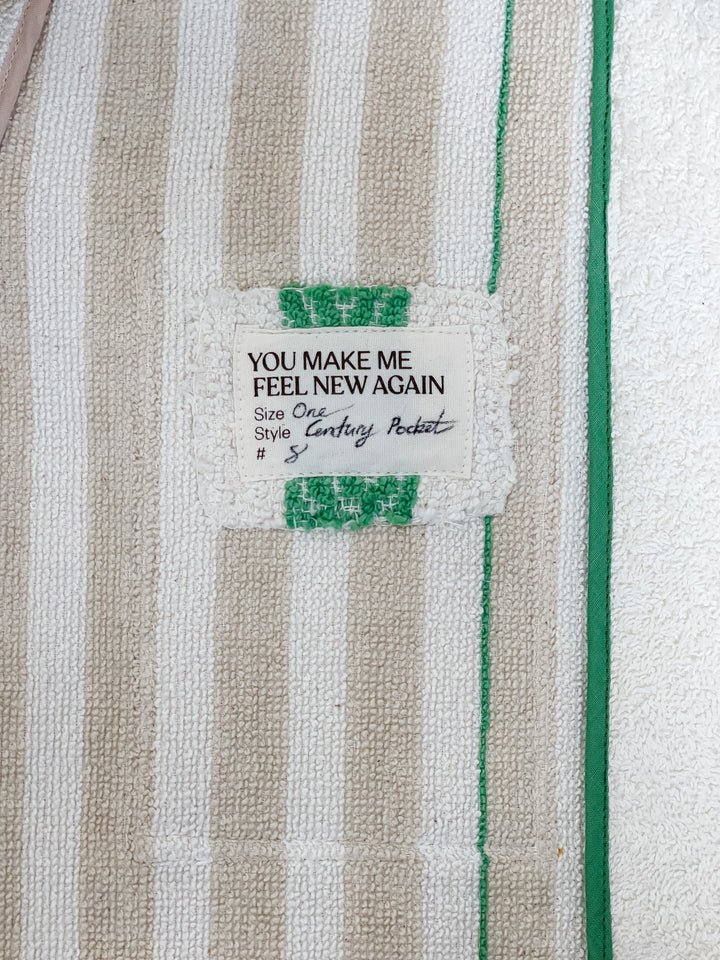 YOU MAKE ME
FEEL NEW AGAIN
Size One
Style Century Pocket
# 8